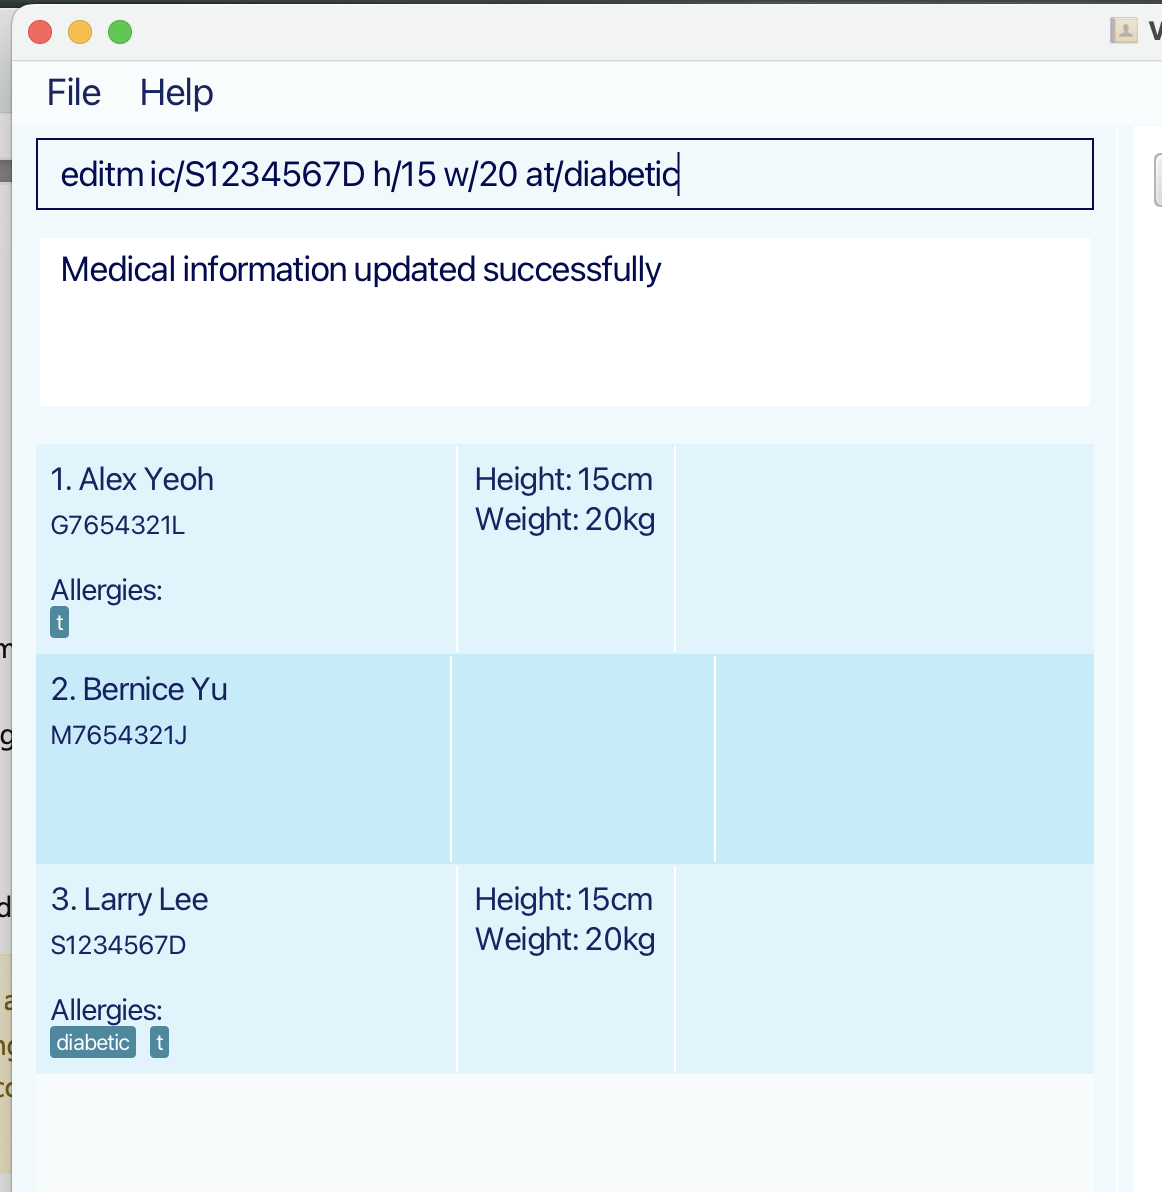 File Help
editm ic/S1234567D h/15 w/20 at/diabetic
Medical information updated successfully
1. Alex Yeoh
G7654321L
Height: 15cm
Weight: 20kg
Allergies:
t
2. Bernice Yu
M7654321J
3. Larry Lee
S1234567D
Height: 15cm
Weight: 20kg
Allergies:
diabetic t